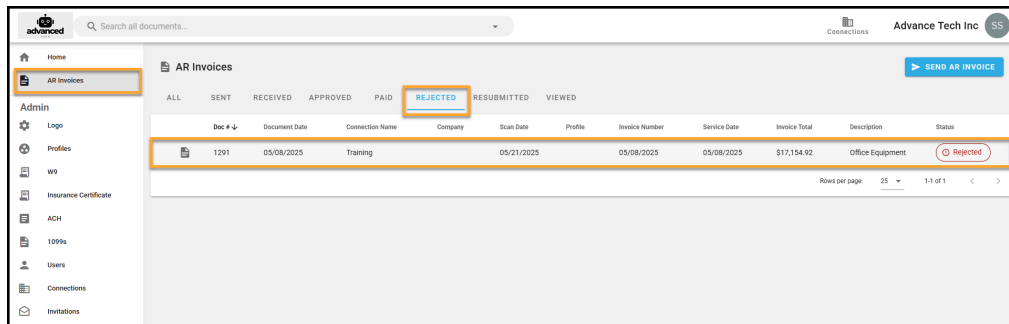 advanced
Search all documents...
Connections
Advance Tech Inc
SS
Home
AR Invoices
Admin
Logo
Profiles
W9
Insurance Certificate
ACH
1099s
Users
Connections
Invitations
AR Invoices
SEND AR INVOICE
ALL SENT RECEIVED APPROVED PAID REJECTED RESUBMITTED VIEWED
Doc # ↓ Document Date Connection Name Company Scan Date Profile Invoice Number Service Date Invoice Total Description Status
1291 05/08/2025 Training 05/21/2025 05/08/2025 05/08/2025 $17,154.92 Office Equipment Rejected
Rows per page: 25 1-1 of 1